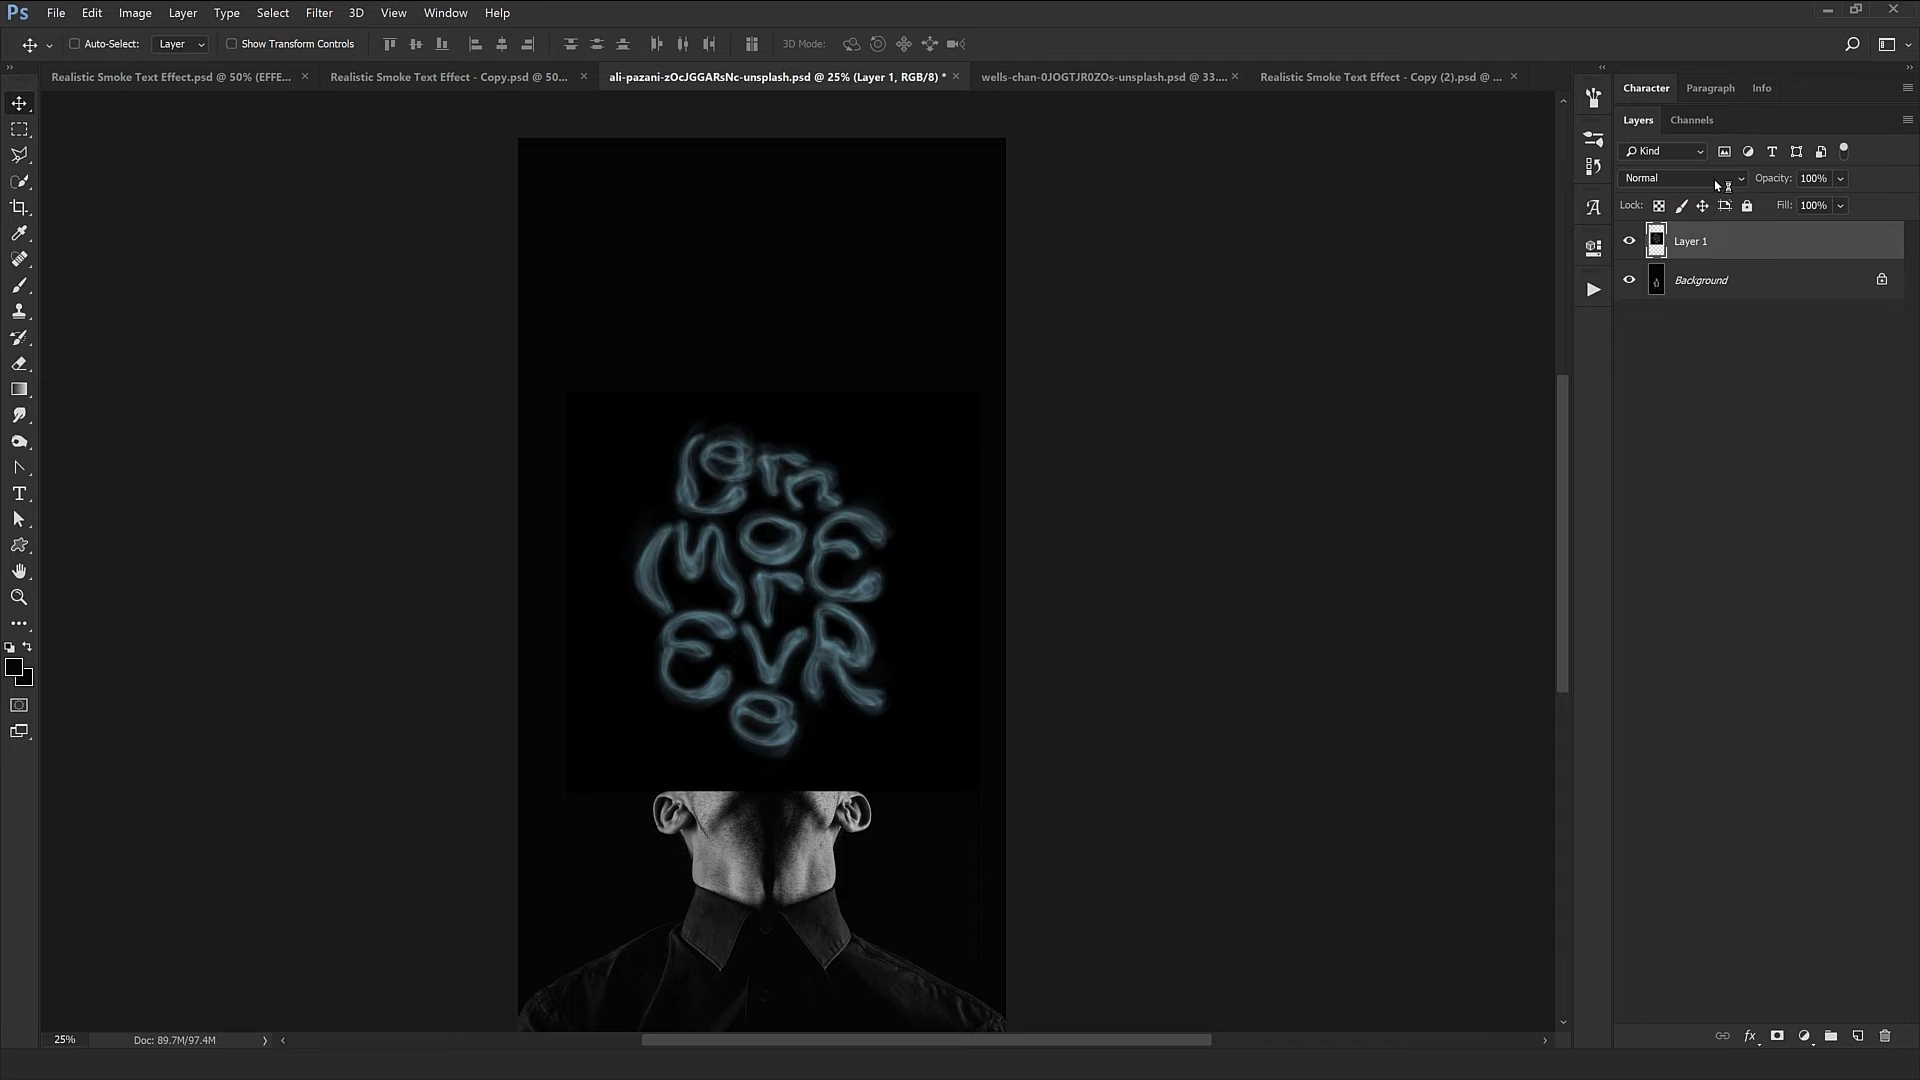 Ps File Edit Image Layer Type Select Filter 3D View Window Help
Auto-Select: Layer Show Transform Controls 3D Mode:
Realistic Smoke Text Effect.psd @ 50% (EFFE... × Realistic Smoke Text Effect - Copy.psd @ 50... × ali-pazani-zOcJGGARsNc-unsplash.psd @ 25% (Layer 1, RGB/8) * × wells-chan-0JOGTJR0ZOs-unsplash.psd @ 33.... × Realistic Smoke Text Effect - Copy (2).psd @ ... ×
Character Paragraph Info
Layers Channels
Kind
Normal Opacity: 100%
Lock: Fill: 100%
Layer 1
Background
Lern
MOrE
EVR
e
25% Doc: 89.7M/97.4M